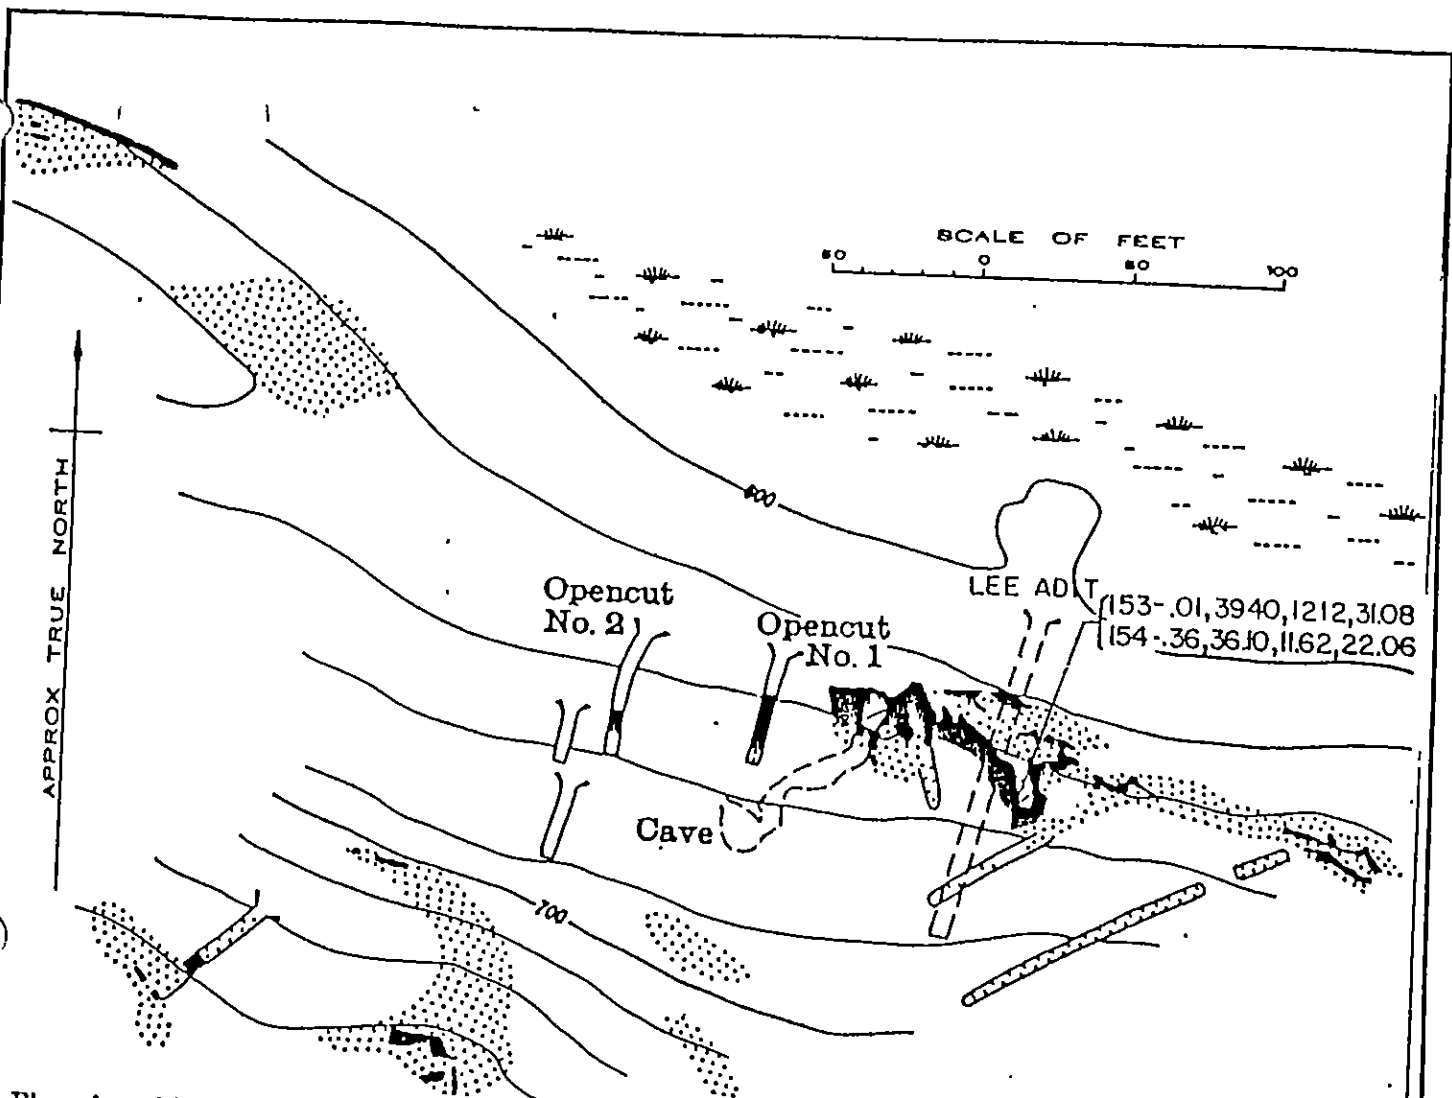 SCALE OF FEET
50 0 50 100
600
LEE ADIT
(153-.01,3940,1212,31.08
(154-.36,36.10,11.62,22.06
Opencut
No. 2
Opencut
No. 1
APPROX TRUE NORTH
Cave
700